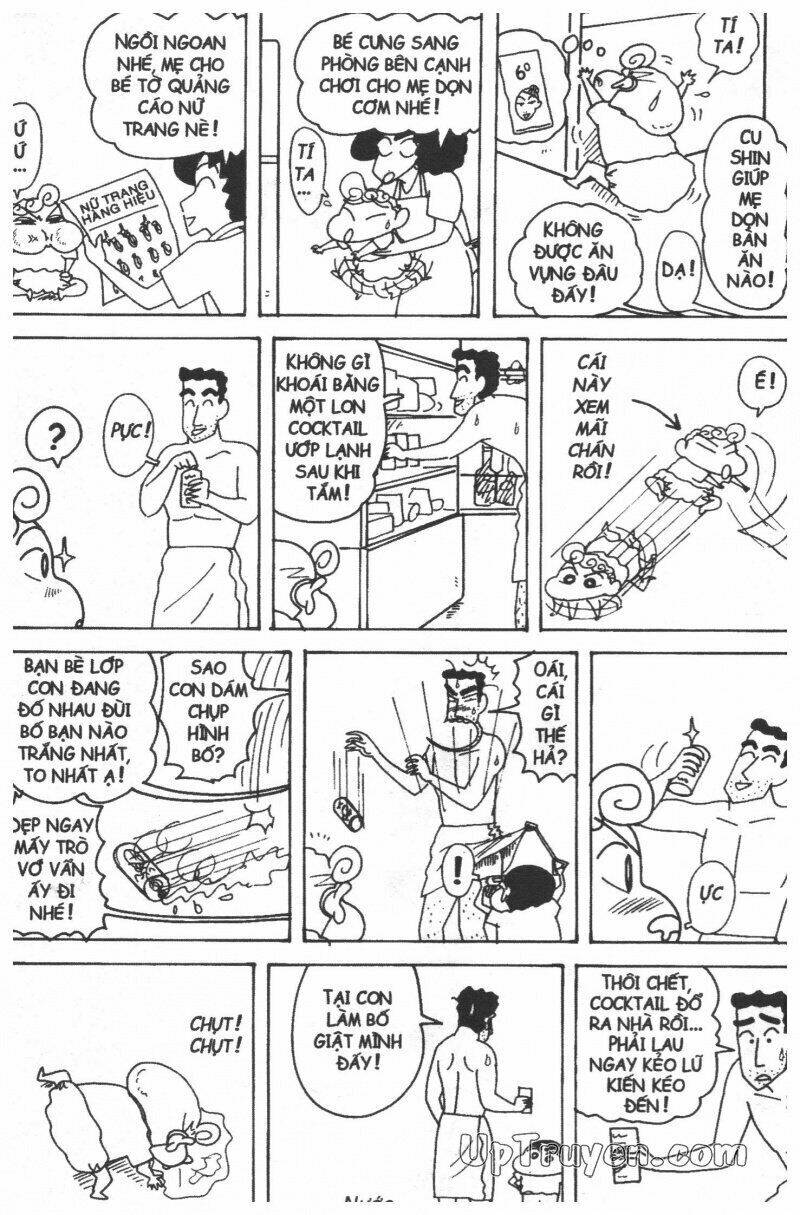 TÍ
TA!
6⁰
CU
SHIN
GIÚP
MẸ
DỌN
BÀN
ĂN
NÀO!
DẠ!
KHÔNG
ĐƯỢC ĂN
VỤNG ĐÂU
ĐẤY!
BÉ CƯNG SANG
PHÒNG BÊN CẠNH
CHƠI CHO MẸ DỌN
CƠM NHÉ!
TÍ
TA
...
NGỒI NGOAN
NHÉ, MẸ CHO
BÉ TỜ QUẢNG
CÁO NỮ
TRANG NÈ!
NỮ TRANG
HÀNG HIỆU
Ứ
Ứ
...
É!
CÁI
NÀY
XEM
MÃI
CHÁN
RỒI!
KHÔNG GÌ
KHOÁI BẰNG
MỘT LON
COCKTAIL
ƯỚP LẠNH
SAU KHI
TẮM!
PỰC!
?
ỰC
OÁI,
CÁI
GÌ
THẾ
HẢ?
!
SAO
CON DÁM
CHỤP
HÌNH
BỐ?
BẠN BÈ LỚP
CON ĐANG
ĐỐ NHAU ĐÙI
BỐ BẠN NÀO
TRẮNG NHẤT,
TO NHẤT Ạ!
DẸP NGAY
MẤY TRÒ
VỚ VẨN
ẤY ĐI
NHÉ!
THÔI CHẾT,
COCKTAIL ĐỔ
RA NHÀ RỒI...
PHẢI LAU
NGAY KẺO LŨ
KIẾN KÉO
ĐẾN!
TẠI CON
LÀM BỐ
GIẬT MÌNH
ĐẤY!
CHỤT!
CHỤT!
UpTruyen.com